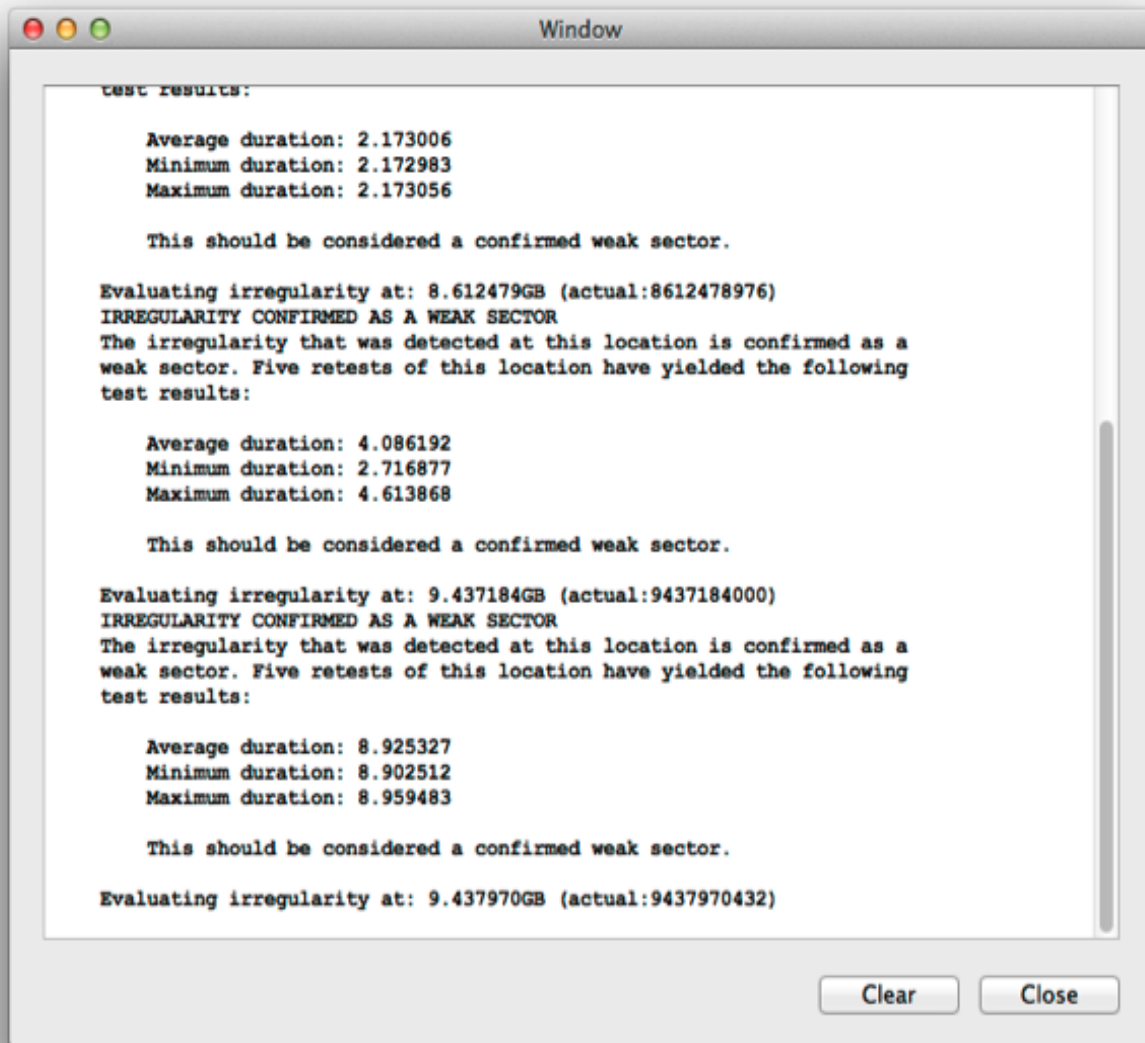 Window
test results:
Average duration: 2.173006
Minimum duration: 2.172983
Maximum duration: 2.173056
This should be considered a confirmed weak sector.
Evaluating irregularity at: 8.612479GB (actual:8612478976)
IRREGULARITY CONFIRMED AS A WEAK SECTOR
The irregularity that was detected at this location is confirmed as a
weak sector. Five retests of this location have yielded the following
test results:
Average duration: 4.086192
Minimum duration: 2.716877
Maximum duration: 4.613868
This should be considered a confirmed weak sector.
Evaluating irregularity at: 9.437184GB (actual:9437184000)
IRREGULARITY CONFIRMED AS A WEAK SECTOR
The irregularity that was detected at this location is confirmed as a
weak sector. Five retests of this location have yielded the following
test results:
Average duration: 8.925327
Minimum duration: 8.902512
Maximum duration: 8.959483
This should be considered a confirmed weak sector.
Evaluating irregularity at: 9.437970GB (actual:9437970432)
Clear Close